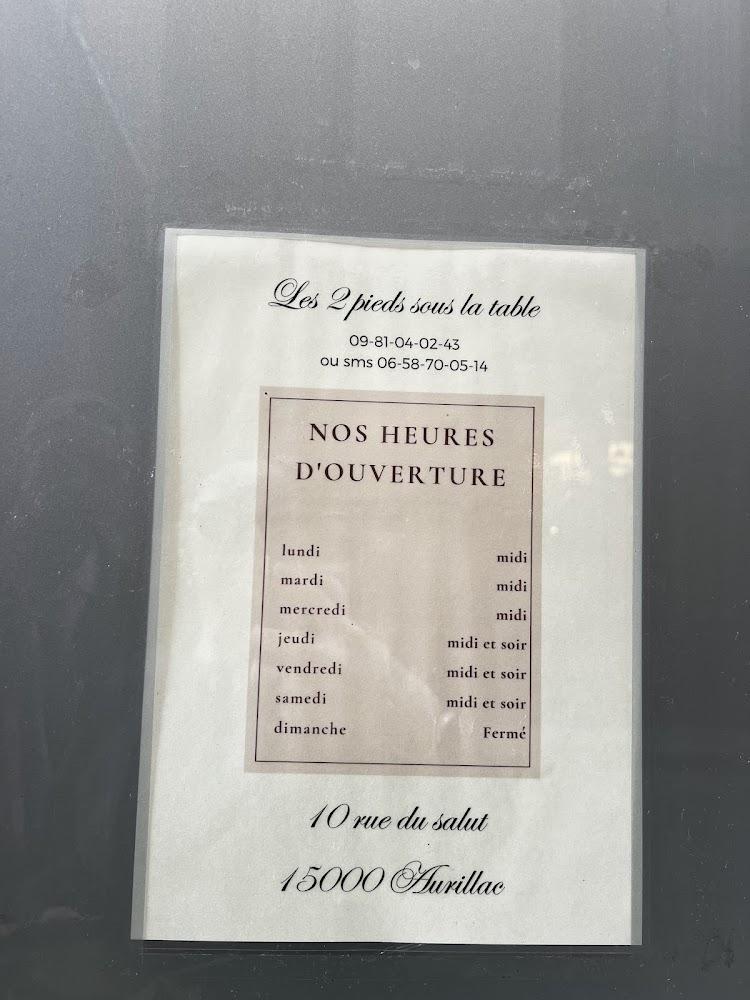 Les 2 pieds sous la table
09-81-04-02-43
ou sms 06-58-70-05-14
NOS HEURES
D'OUVERTURE
lundi midi
mardi midi
mercredi midi
jeudi midi et soir
vendredi midi et soir
samedi midi et soir
dimanche Fermé
10 rue du salut
15000 Aurillac